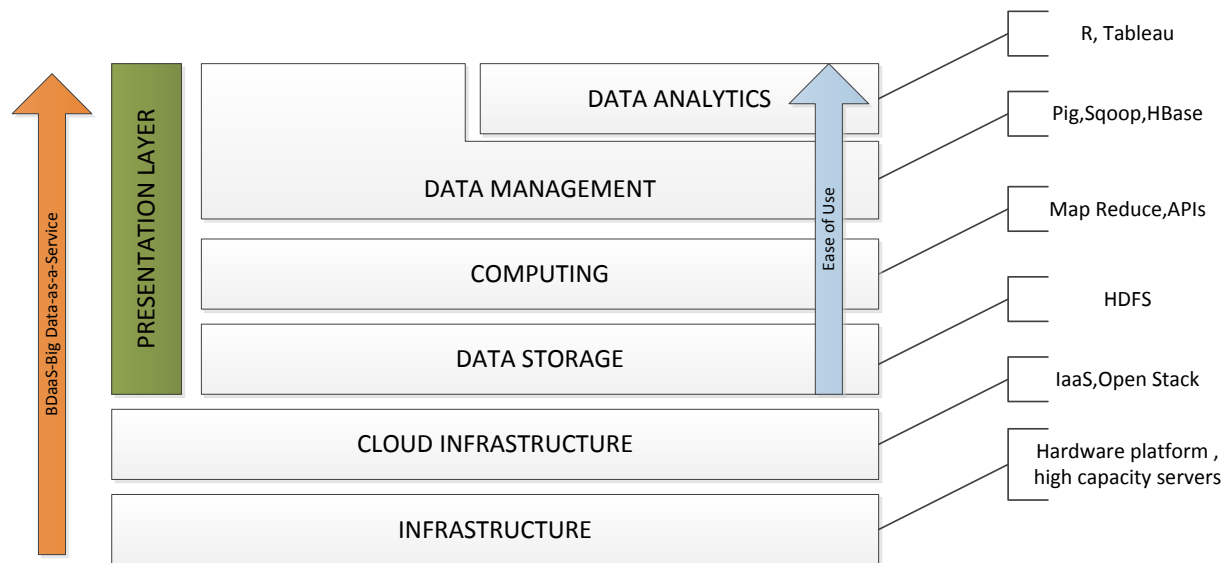 R, Tableau
DATA ANALYTICS
Pig,Sqoop,HBase
DATA MANAGEMENT
Map Reduce,APIs
COMPUTING
HDFS
DATA STORAGE
IaaS,Open Stack
CLOUD INFRASTRUCTURE
Hardware platform ,
high capacity servers
INFRASTRUCTURE
PRESENTATION LAYER
BDaaS-Big Data-as-a-Service
Ease of Use